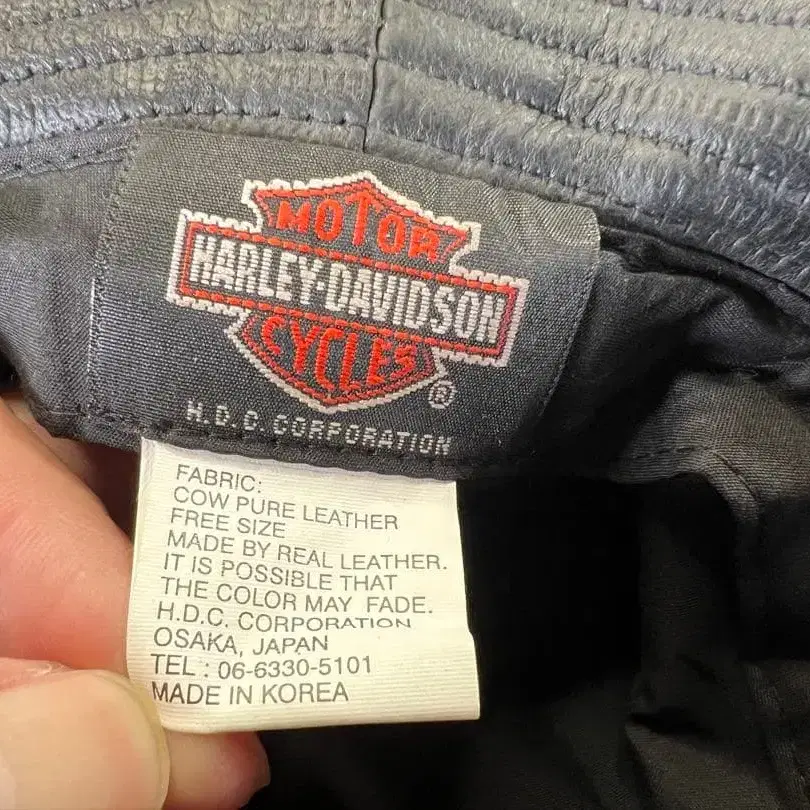 MOTOR
HARLEY-DAVIDSON
CYCLES
®
H.D.C. CORPORATION
FABRIC:
COW PURE LEATHER
FREE SIZE
MADE BY REAL LEATHER.
IT IS POSSIBLE THAT
THE COLOR MAY FADE.
H.D.C. CORPORATION
OSAKA, JAPAN
TEL : 06-6330-5101
MADE IN KOREA